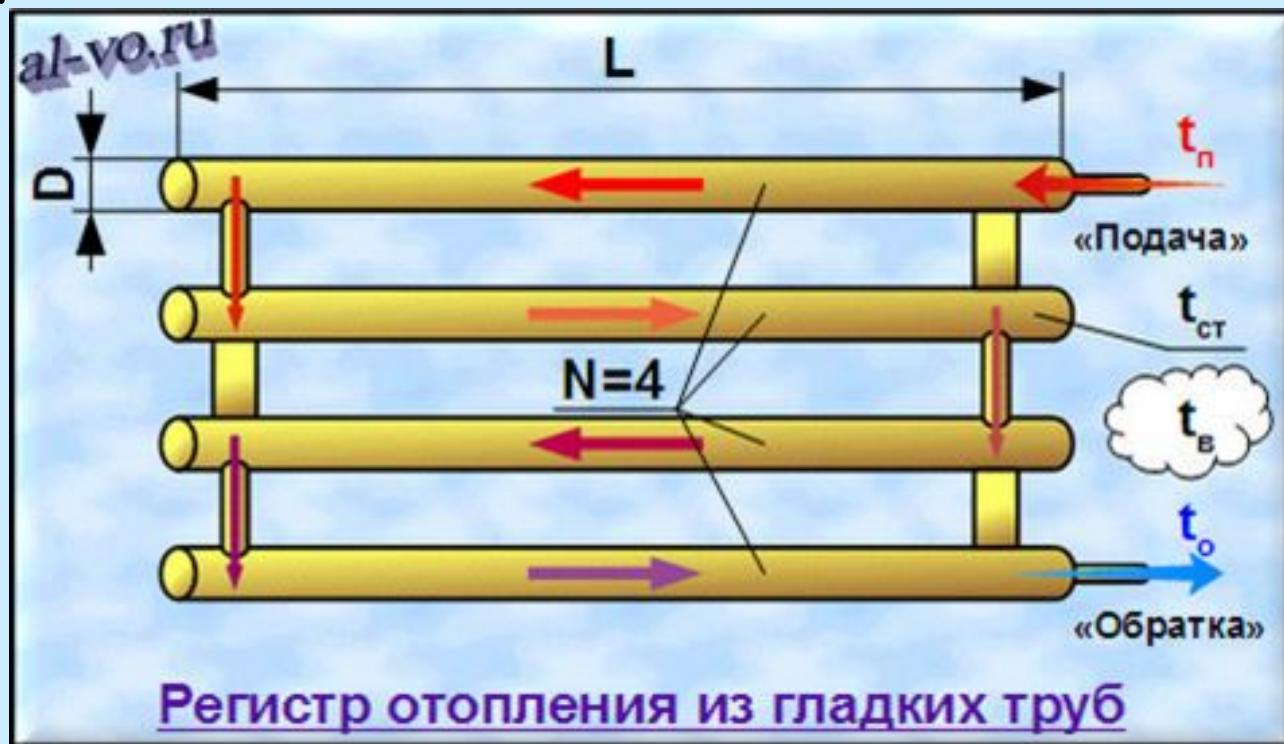 al-vo.ru
L
D
tп
«Подача»
tст
N=4
tв
tо
«Обратка»
Регистр отопления из гладких труб